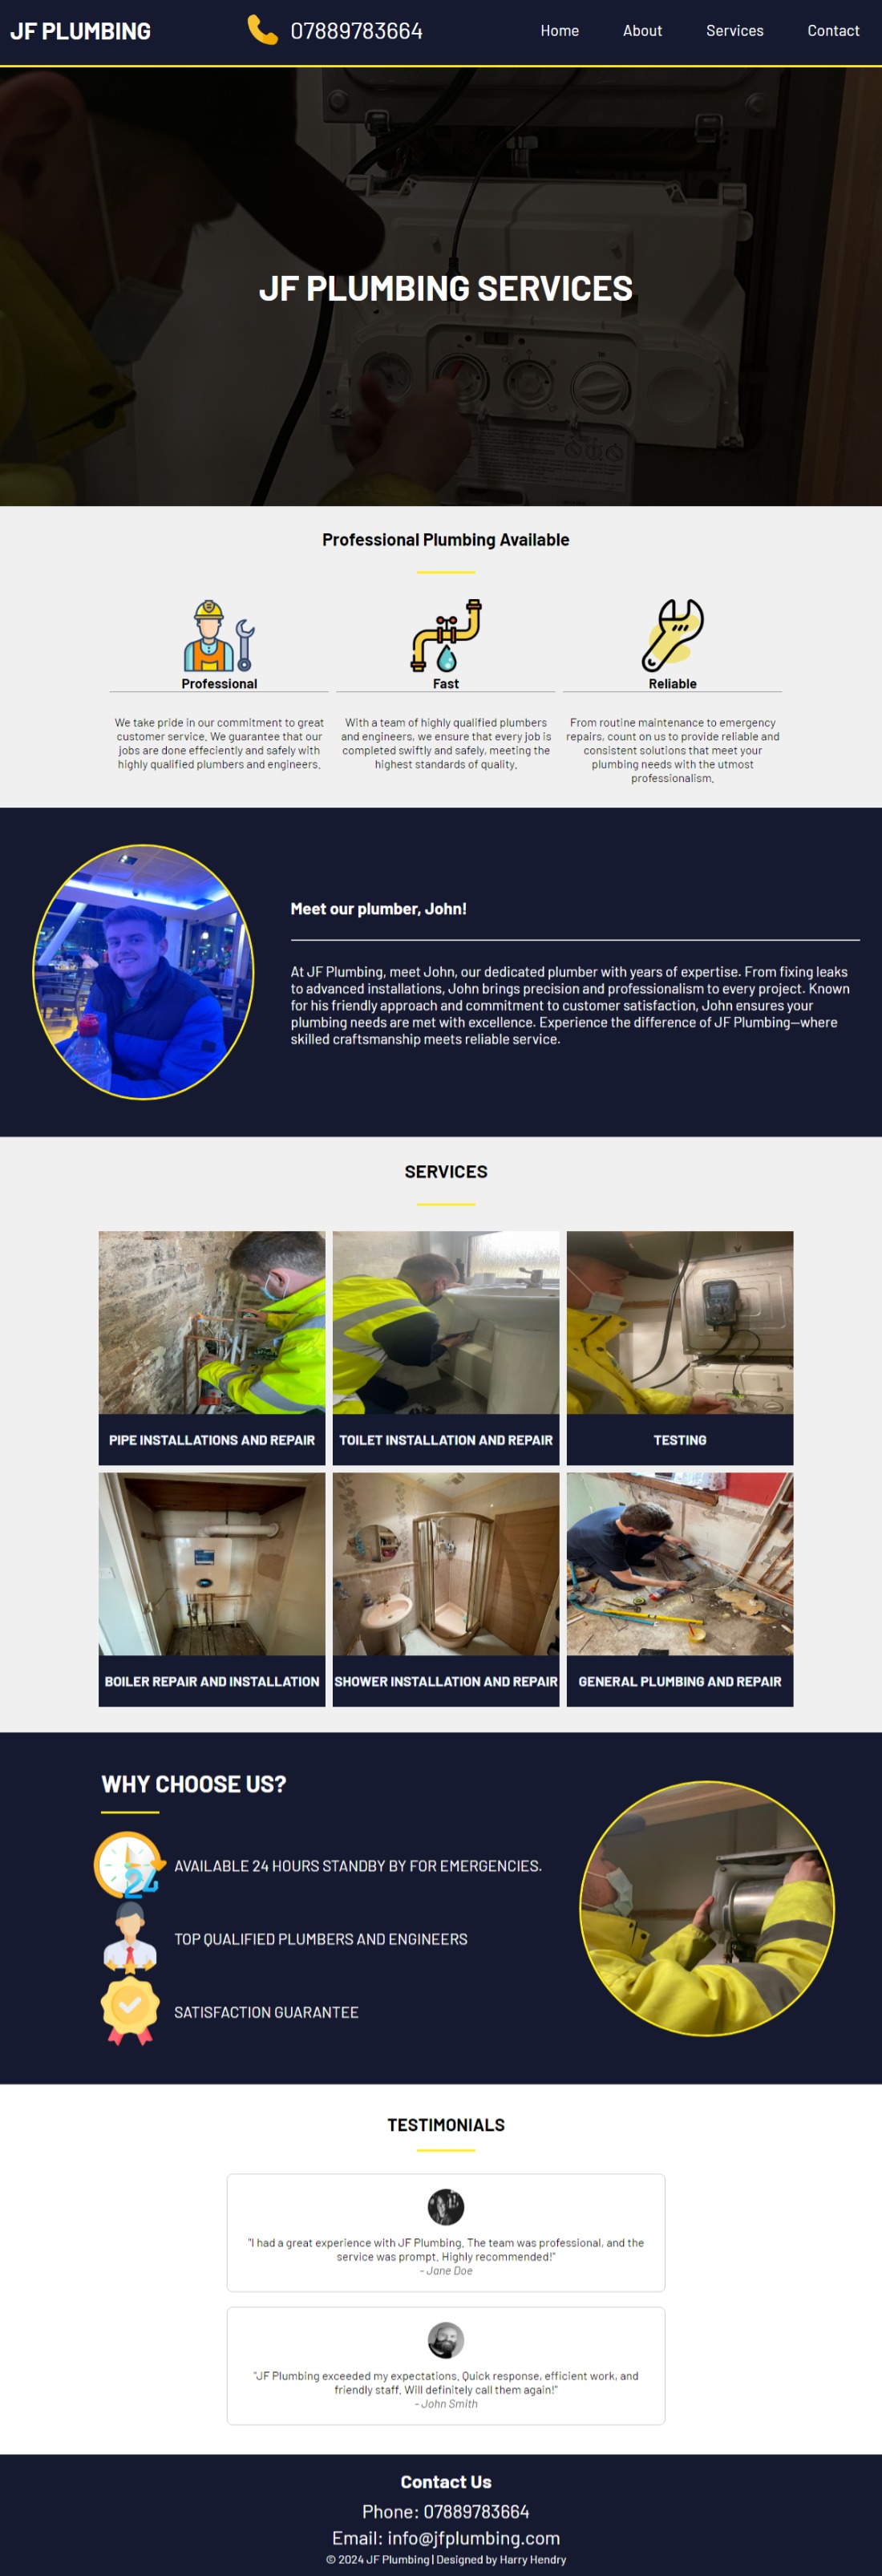 JF PLUMBING
07889783664
Home
About
Services
Contact
JF PLUMBING SERVICES
Professional Plumbing Available
Professional
We take pride in our commitment to great
customer service. We guarantee that our
jobs are done effeciently and safely with
highly qualified plumbers and engineers.
Fast
With a team of highly qualified plumbers
and engineers, we ensure that every job is
completed swiftly and safely, meeting the
highest standards of quality.
Reliable
From routine maintenance to emergency
repairs, count on us to provide reliable and
consistent solutions that meet your
plumbing needs with the utmost
professionalism.
Meet our plumber, John!
At JF Plumbing, meet John, our dedicated plumber with years of expertise. From fixing leaks
to advanced installations, John brings precision and professionalism to every project. Known
for his friendly approach and commitment to customer satisfaction, John ensures your
plumbing needs are met with excellence. Experience the difference of JF Plumbing—where
skilled craftsmanship meets reliable service.
SERVICES
PIPE INSTALLATIONS AND REPAIR
TOILET INSTALLATION AND REPAIR
TESTING
BOILER REPAIR AND INSTALLATION
SHOWER INSTALLATION AND REPAIR
GENERAL PLUMBING AND REPAIR
WHY CHOOSE US?
24
AVAILABLE 24 HOURS STANDBY BY FOR EMERGENCIES.
TOP QUALIFIED PLUMBERS AND ENGINEERS
SATISFACTION GUARANTEE
TESTIMONIALS
"I had a great experience with JF Plumbing. The team was professional, and the
service was prompt. Highly recommended!"
- Jane Doe
"JF Plumbing exceeded my expectations. Quick response, efficient work, and
friendly staff. Will definitely call them again!"
- John Smith
Contact Us
Phone: 07889783664
Email: info@jfplumbing.com
© 2024 JF Plumbing | Designed by Harry Hendry